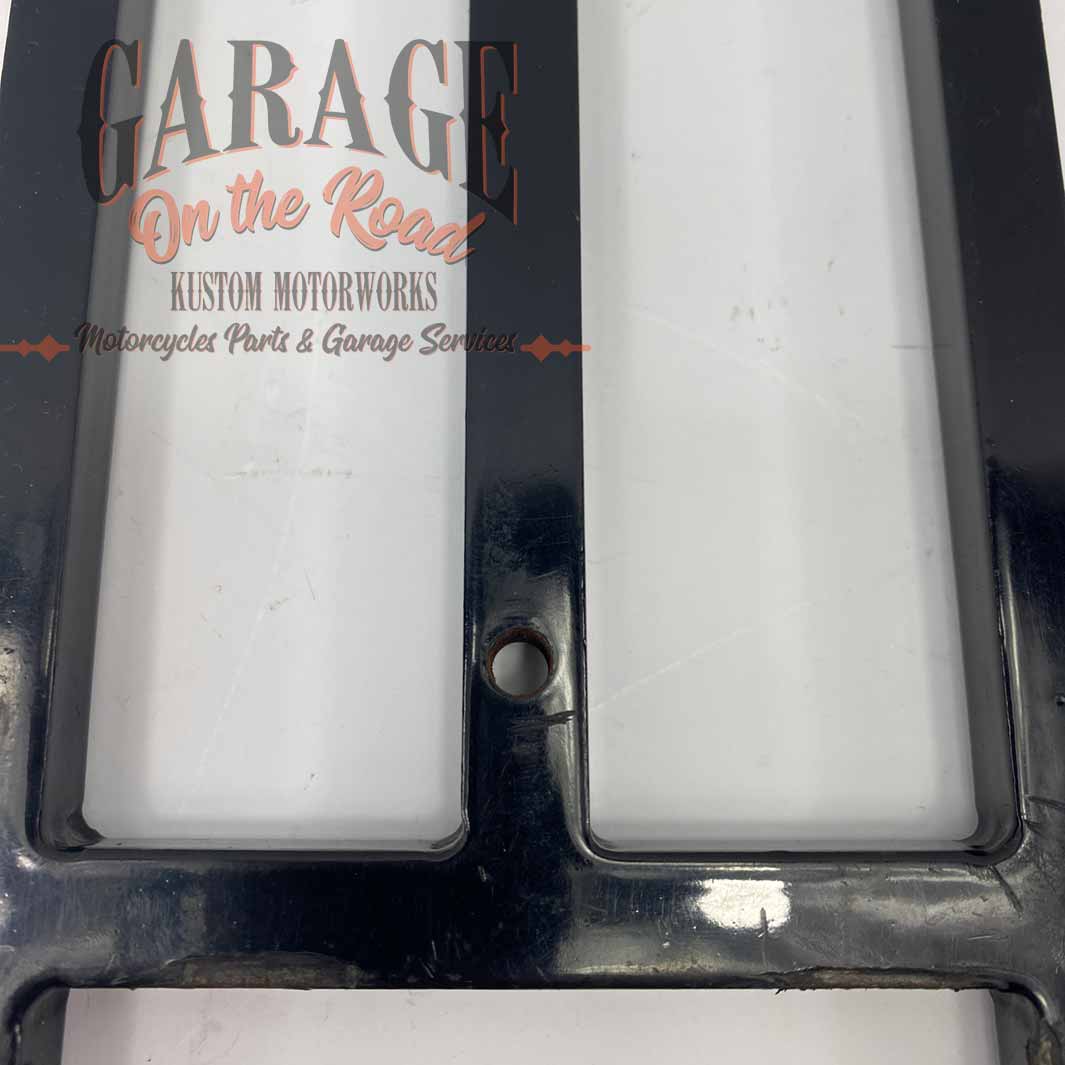 GARAGE
On the Road
KUSTOM MOTORWORKS
Motorcycles Parts & Garage Services